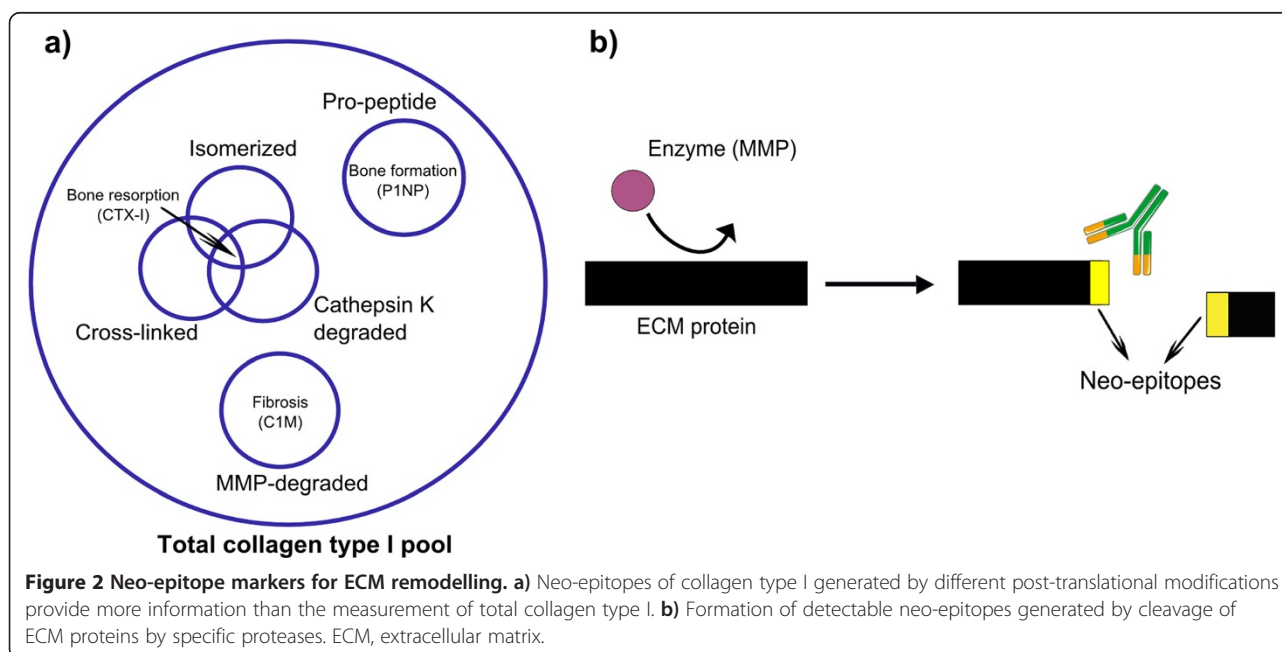 a)
Pro-peptide
Bone formation
(P1NP)
Isomerized
Bone resorption
(CTX-I)
Cross-linked
Cathepsin K
degraded
Fibrosis
(C1M)
MMP-degraded
Total collagen type I pool
b)
Enzyme (MMP)
ECM protein
Neo-epitopes
Figure 2 Neo-epitope markers for ECM remodelling. a) Neo-epitopes of collagen type I generated by different post-translational modifications
provide more information than the measurement of total collagen type I. b) Formation of detectable neo-epitopes generated by cleavage of
ECM proteins by specific proteases. ECM, extracellular matrix.